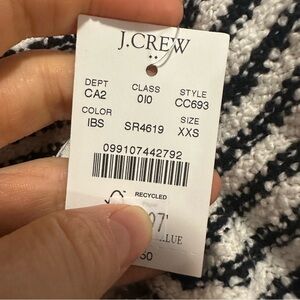 J.CREW
DEPT CLASS STYLE
CA2 010 CC693
COLOR SIZE
IBS SR4619 XXS
099107442792
RECYCLED